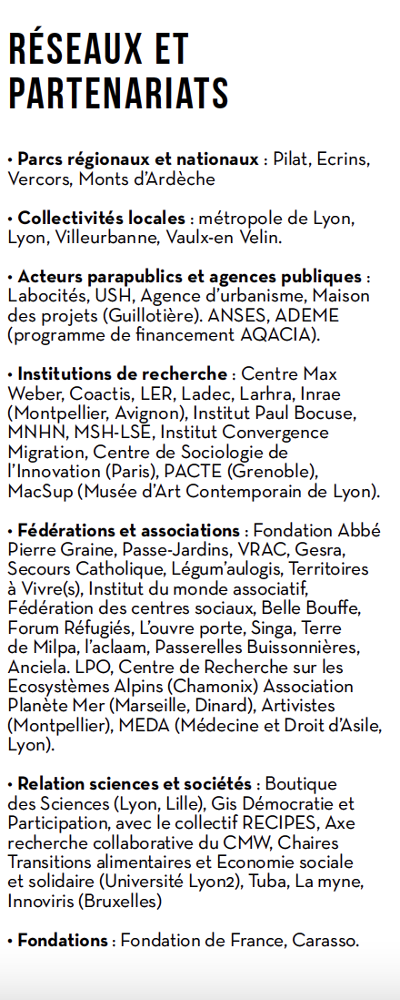 RÉSEAUX ET
PARTENARIATS
• Parcs régionaux et nationaux : Pilat, Ecrins,
Vercors, Monts d’Ardèche
• Collectivités locales : métropole de Lyon,
Lyon, Villeurbanne, Vaulx-en Velin.
• Acteurs parapublics et agences publiques :
Labocités, USH, Agence d’urbanisme, Maison
des projets (Guillotière). ANSES, ADEME
(programme de financement AQACIA).
• Institutions de recherche : Centre Max
Weber, Coactis, LER, Ladec, Larhra, Inrae
(Montpellier, Avignon), Institut Paul Bocuse,
MNHN, MSH-LSE, Institut Convergence
Migration, Centre de Sociologie de
l’Innovation (Paris), PACTE (Grenoble),
MacSup (Musée d’Art Contemporain de Lyon).
• Fédérations et associations : Fondation Abbé
Pierre Graine, Passe-Jardins, VRAC, Gesra,
Secours Catholique, Légum’aulogis, Territoires
à Vivre(s), Institut du monde associatif,
Fédération des centres sociaux, Belle Bouffe,
Forum Réfugiés, L’ouvre porte, Singa, Terre
de Milpa, l’aclaam, Passerelles Buissonnières,
Anciela. LPO, Centre de Recherche sur les
Ecosystèmes Alpins (Chamonix) Association
Planète Mer (Marseille, Dinard), Artivistes
(Montpellier), MEDA (Médecine et Droit d’Asile,
Lyon).
• Relation sciences et sociétés : Boutique
des Sciences (Lyon, Lille), Gis Démocratie et
Participation, avec le collectif RECIPES, Axe
recherche collaborative du CMW, Chaires
Transitions alimentaires et Economie sociale
et solidaire (Université Lyon2), Tuba, La myne,
Innoviris (Bruxelles)
• Fondations : Fondation de France, Carasso.